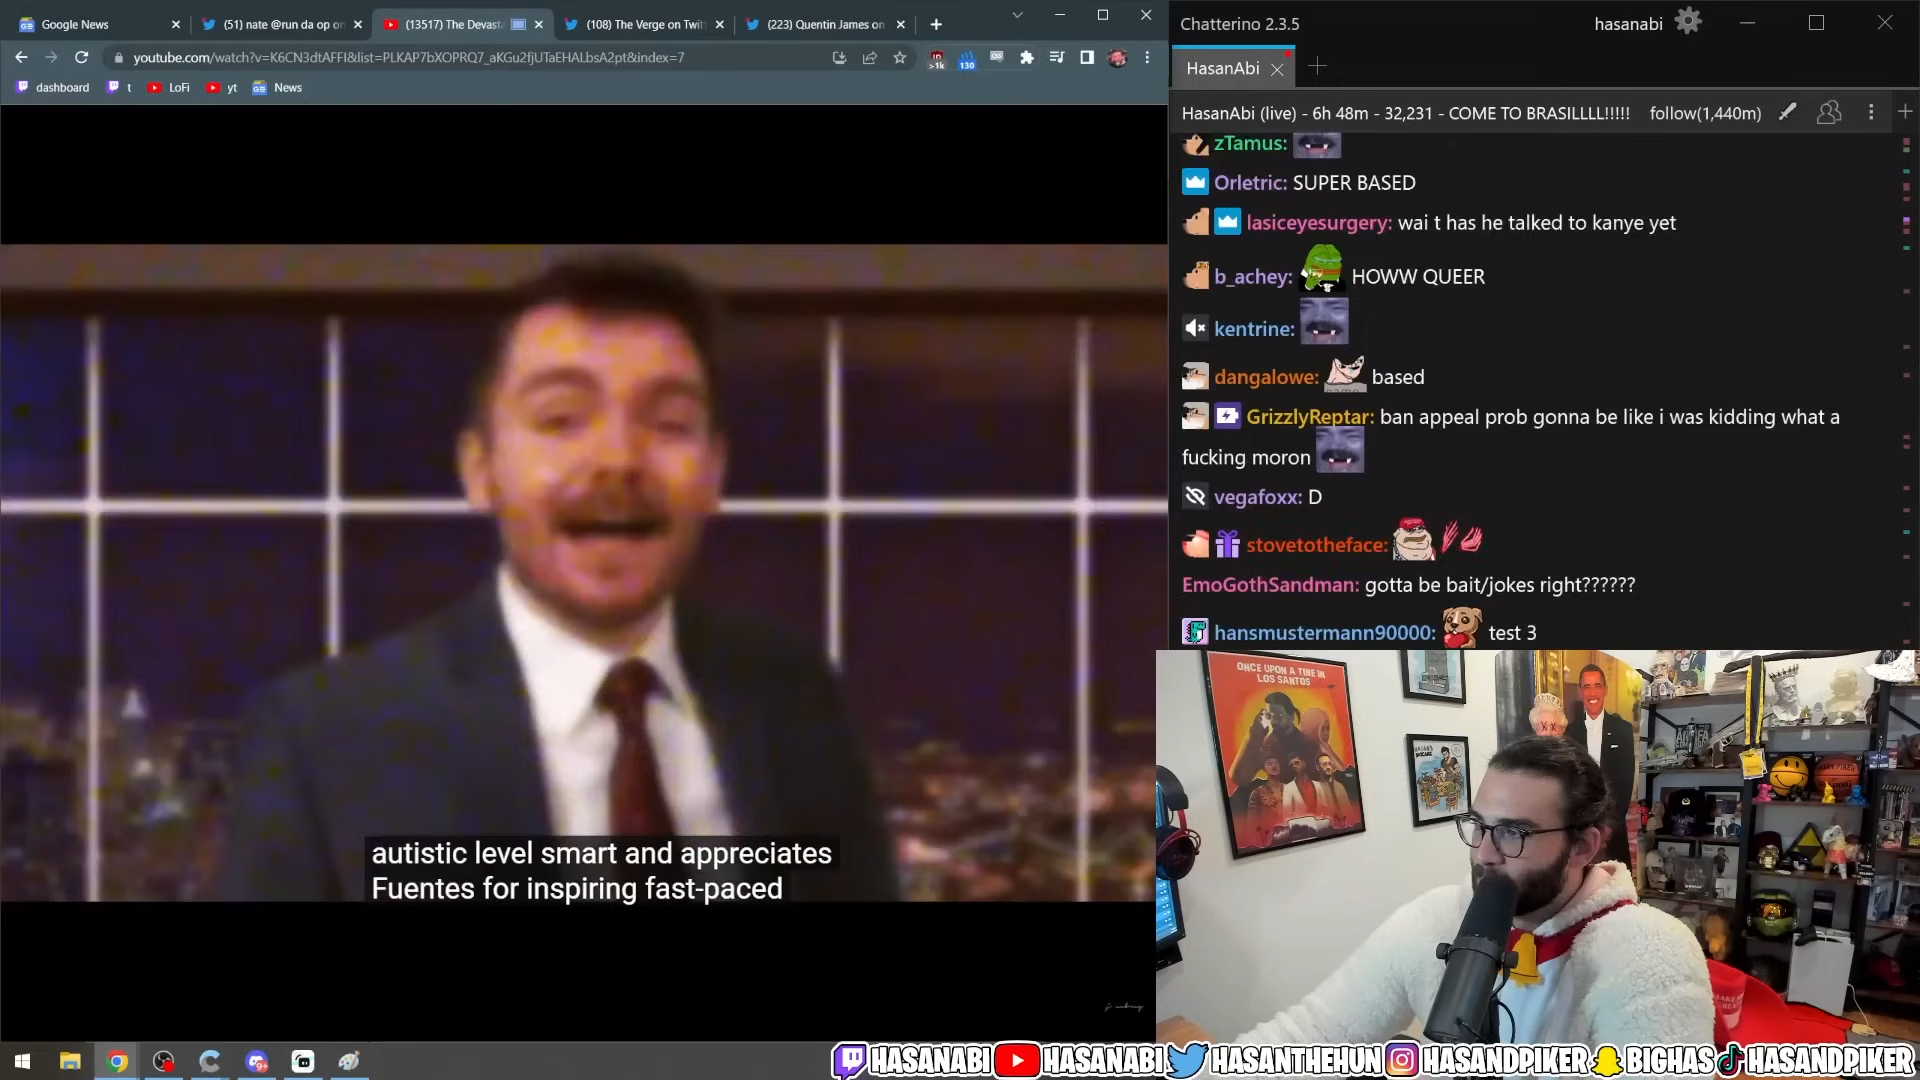 Google News
(51) nate @run da op on
(13517) The Devasta
(108) The Verge on Twitt
(223) Quentin James on
youtube.com/watch?v=K6CN3dtAFFI&list=PLKAP7bXOPRQ7_aKGu2fjUTaEHALbsA2pt&index=7
>1k
130
dashboard
t
LoFi
yt
News
autistic level smart and appreciates
Fuentes for inspiring fast-paced
Chatterino 2.3.5
hasanabi
HasanAbi
HasanAbi (live) - 6h 48m - 32,231 - COME TO BRASILLLL!!!!! follow(1,440m)
zTamus:
Orletric: SUPER BASED
lasiceyesurgery: wai t has he talked to kanye yet
b_achey: HOWW QUEER
kentrine:
dangalowe: based
GrizzlyReptar: ban appeal prob gonna be like i was kidding what a
fucking moron
vegafoxx: D
stovetotheface:
EmoGothSandman: gotta be bait/jokes right??????
hansmustermann90000: test 3
ONCE UPON A TIME IN
LOS SANTOS
HASANABI HASANABI HASANTHEHUN HASANDPIKER BIGHAS HASANDPIKER